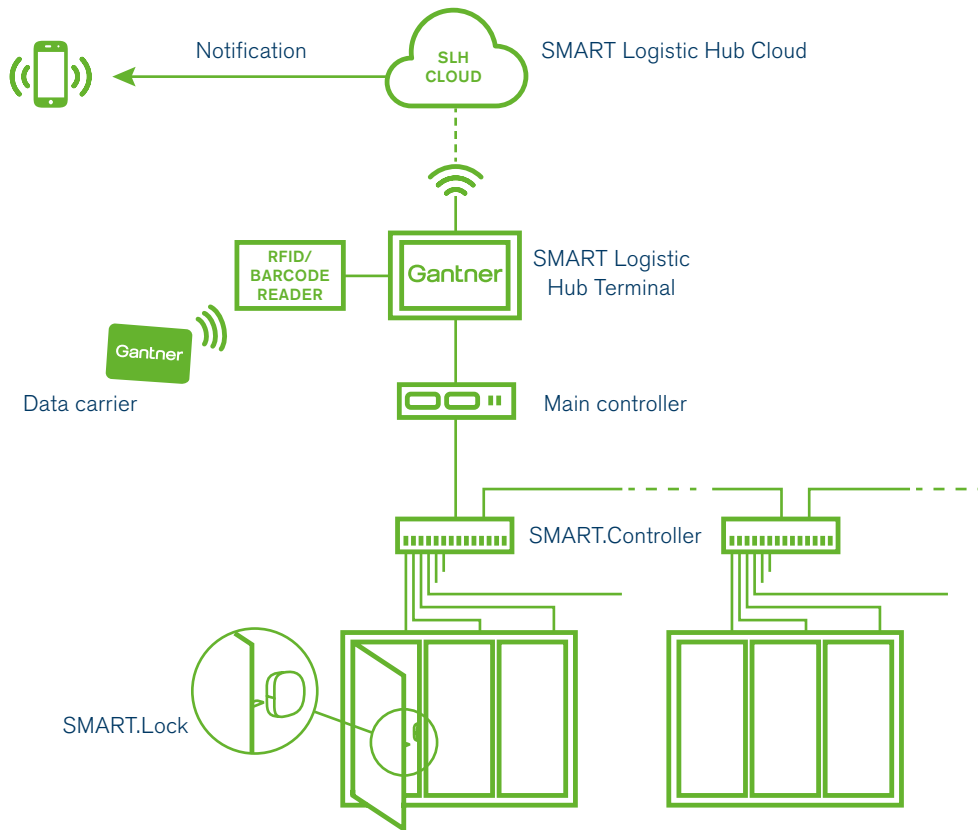 Notification
SLH
CLOUD
SMART Logistic Hub Cloud
RFID/
BARCODE
READER
Gantner
SMART Logistic
Hub Terminal
Gantner
Data carrier
Main controller
SMART.Controller
SMART.Lock